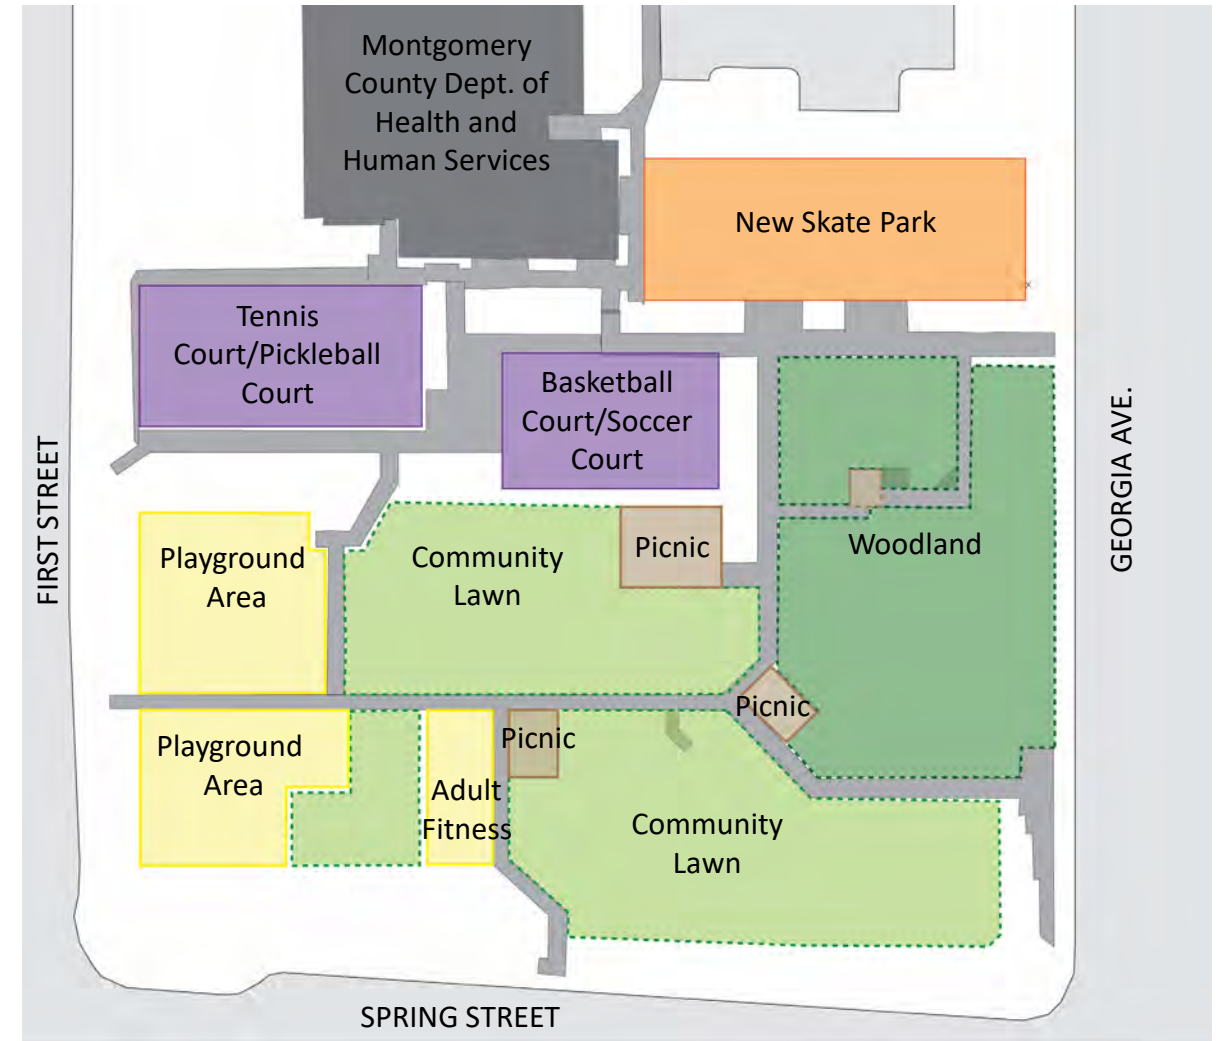 Montgomery
County Dept. of
Health and
Human Services
New Skate Park
Tennis
Court/Pickleball
Court
Basketball
Court/Soccer
Court
FIRST STREET
GEORGIA AVE.
Playground
Area
Community
Lawn
Picnic
Woodland
Picnic
Playground
Area
Picnic
Adult
Fitness
Community
Lawn
SPRING STREET